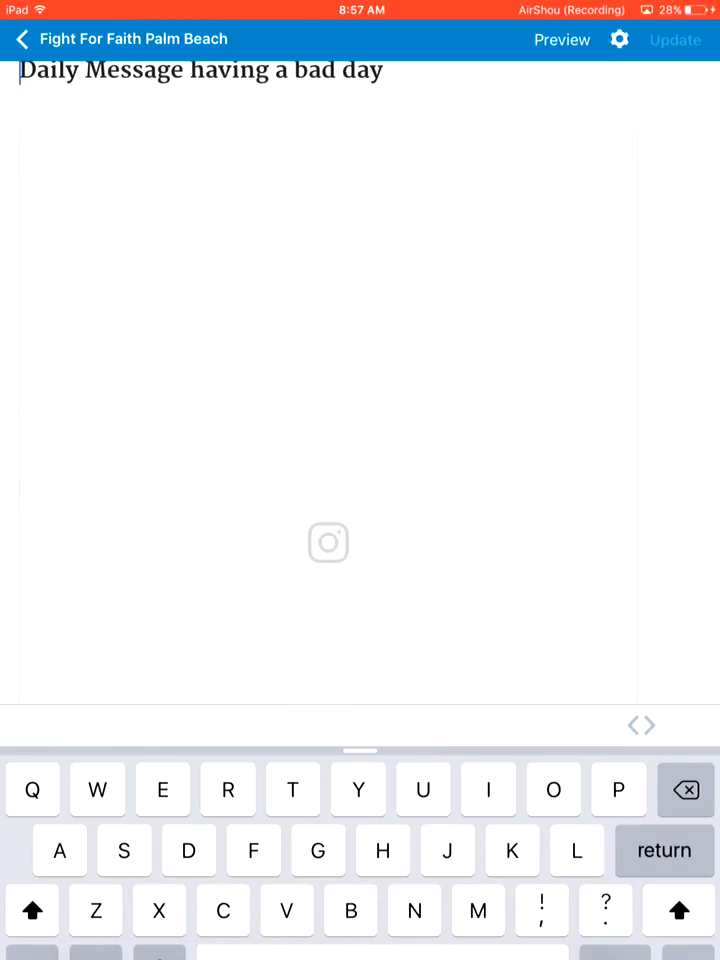 iPad 8:57 AM AirShou (Recording) 28%
Fight For Faith Palm Beach Preview Update
Daily Message having a bad day
Q W E R T Y U I O P
A S D F G H J K L return
Z X C V B N M ! , ? .